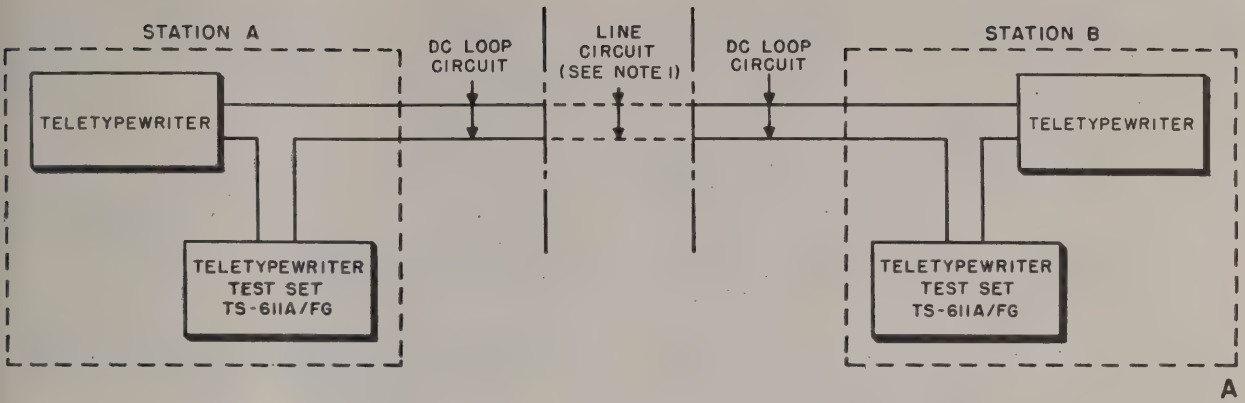 STATION A
TELETYPEWRITER
TELETYPEWRITER
TEST SET
TS-611A/FG
DC LOOP
CIRCUIT
LINE
CIRCUIT
(SEE NOTE 1)
DC LOOP
CIRCUIT
STATION B
TELETYPEWRITER
TELETYPEWRITER
TEST SET
TS-611A/FG
A